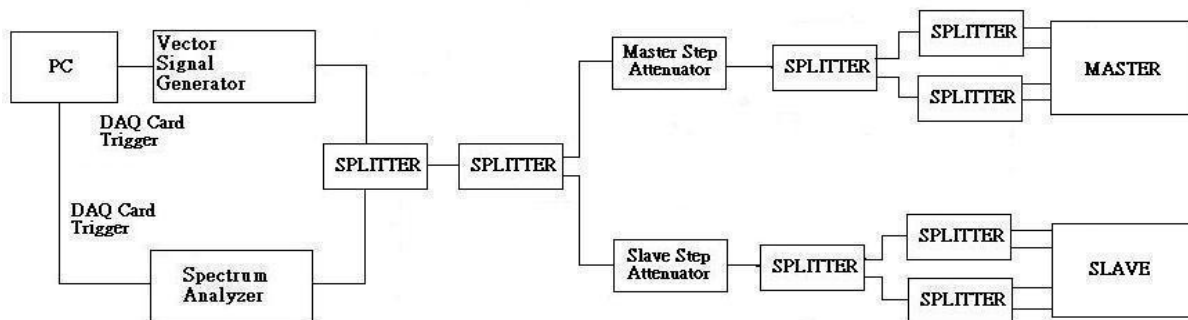 PC
Vector
Signal
Generator
DAQ Card
Trigger
DAQ Card
Trigger
Spectrum
Analyzer
SPLITTER
SPLITTER
Master Step
Attenuator
SPLITTER
SPLITTER
SPLITTER
MASTER
Slave Step
Attenuator
SPLITTER
SPLITTER
SPLITTER
SLAVE